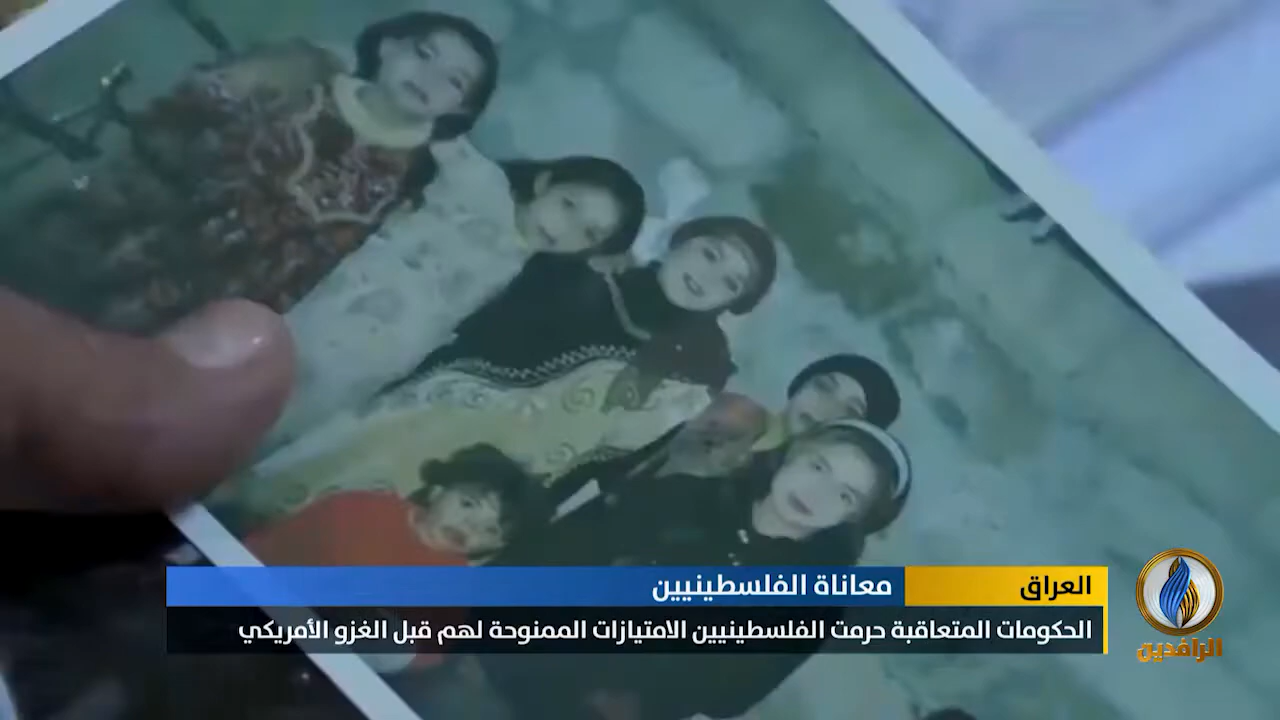 العراق
معاناة الفلسطينيين
الحكومات المتعاقبة حرمت الفلسطينيين الامتيازات الممنوحة لهم قبل الغزو الأمريكي
الرافدين